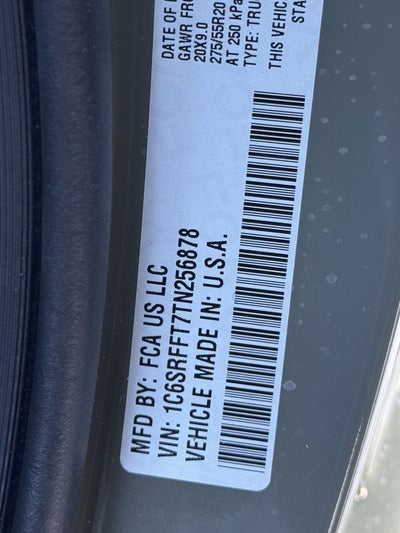 MFD BY: FCA US LLC
VIN: 1C6SRFFT7TN256878
VEHICLE MADE IN: U.S.A.
DATE OF
GAWR FR
20X9.0
275/55R20
AT 250 kPa
TYPE: TRU
THIS VEHIC
STA